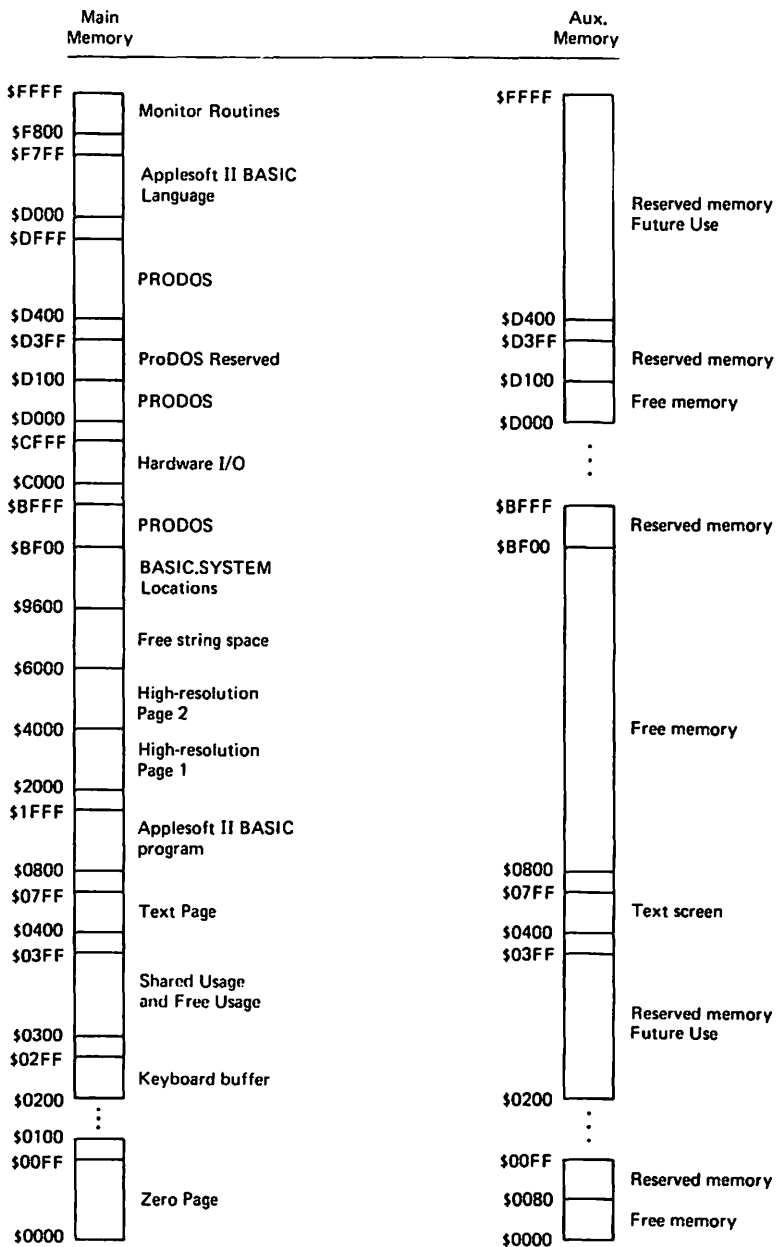 Main
Memory
Aux.
Memory
$FFFF
Monitor Routines
$F800
$F7FF
Applesoft II BASIC
Language
$D000
$DFFF
PRODOS
$D400
$D3FF
ProDOS Reserved
$D100
PRODOS
$D000
$CFFF
Hardware I/O
$C000
$BFFF
PRODOS
$BF00
BASIC.SYSTEM
Locations
$9600
Free string space
$6000
High-resolution
Page 2
$4000
High-resolution
Page 1
$2000
$1FFF
Applesoft II BASIC
program
$0800
$07FF
Text Page
$0400
$03FF
Shared Usage
and Free Usage
$0300
$02FF
Keyboard buffer
$0200
$0100
$00FF
Zero Page
$0000
$FFFF
Reserved memory
Future Use
$D400
$D3FF
Reserved memory
$D100
Free memory
$D000
$BFFF
Reserved memory
$BF00
Free memory
$0800
$07FF
Text screen
$0400
$03FF
Reserved memory
Future Use
$0200
$00FF
Reserved memory
$0080
Free memory
$0000